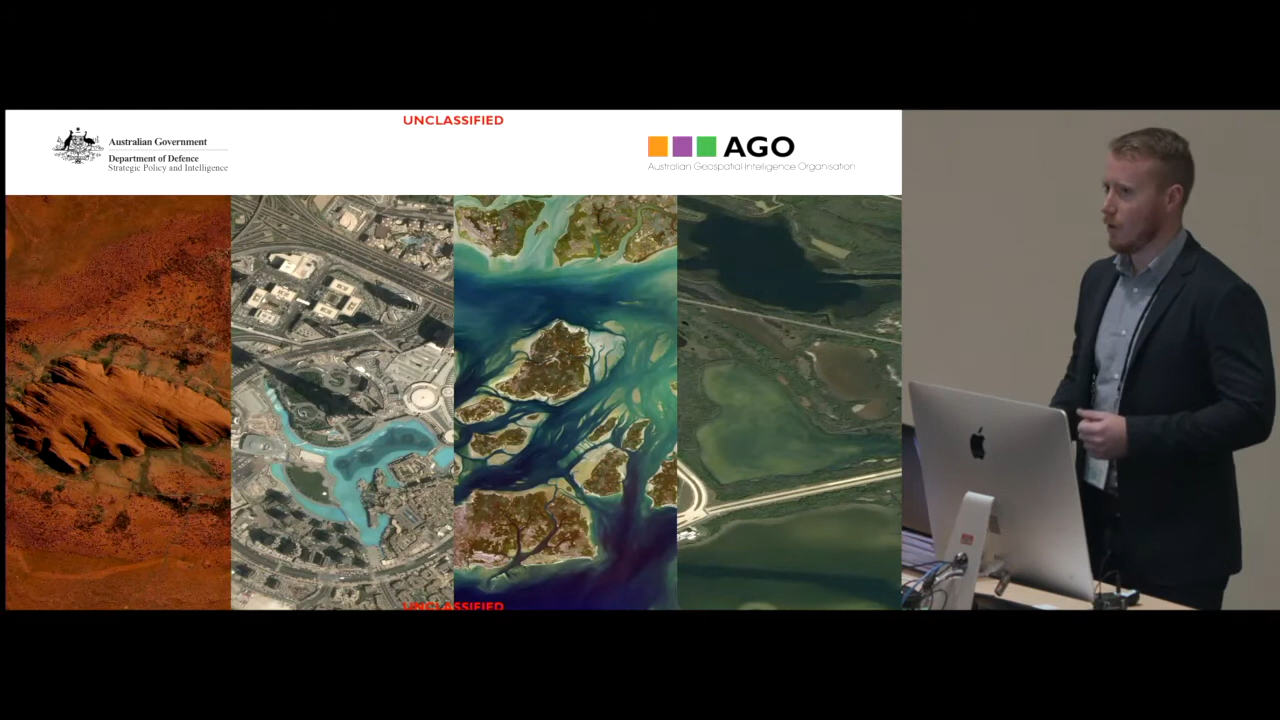 UNCLASSIFIED
Australian Government
Department of Defence
Strategic Policy and Intelligence
AGO
Australian Geospatial Intelligence Organisation
UNCLASSIFIED